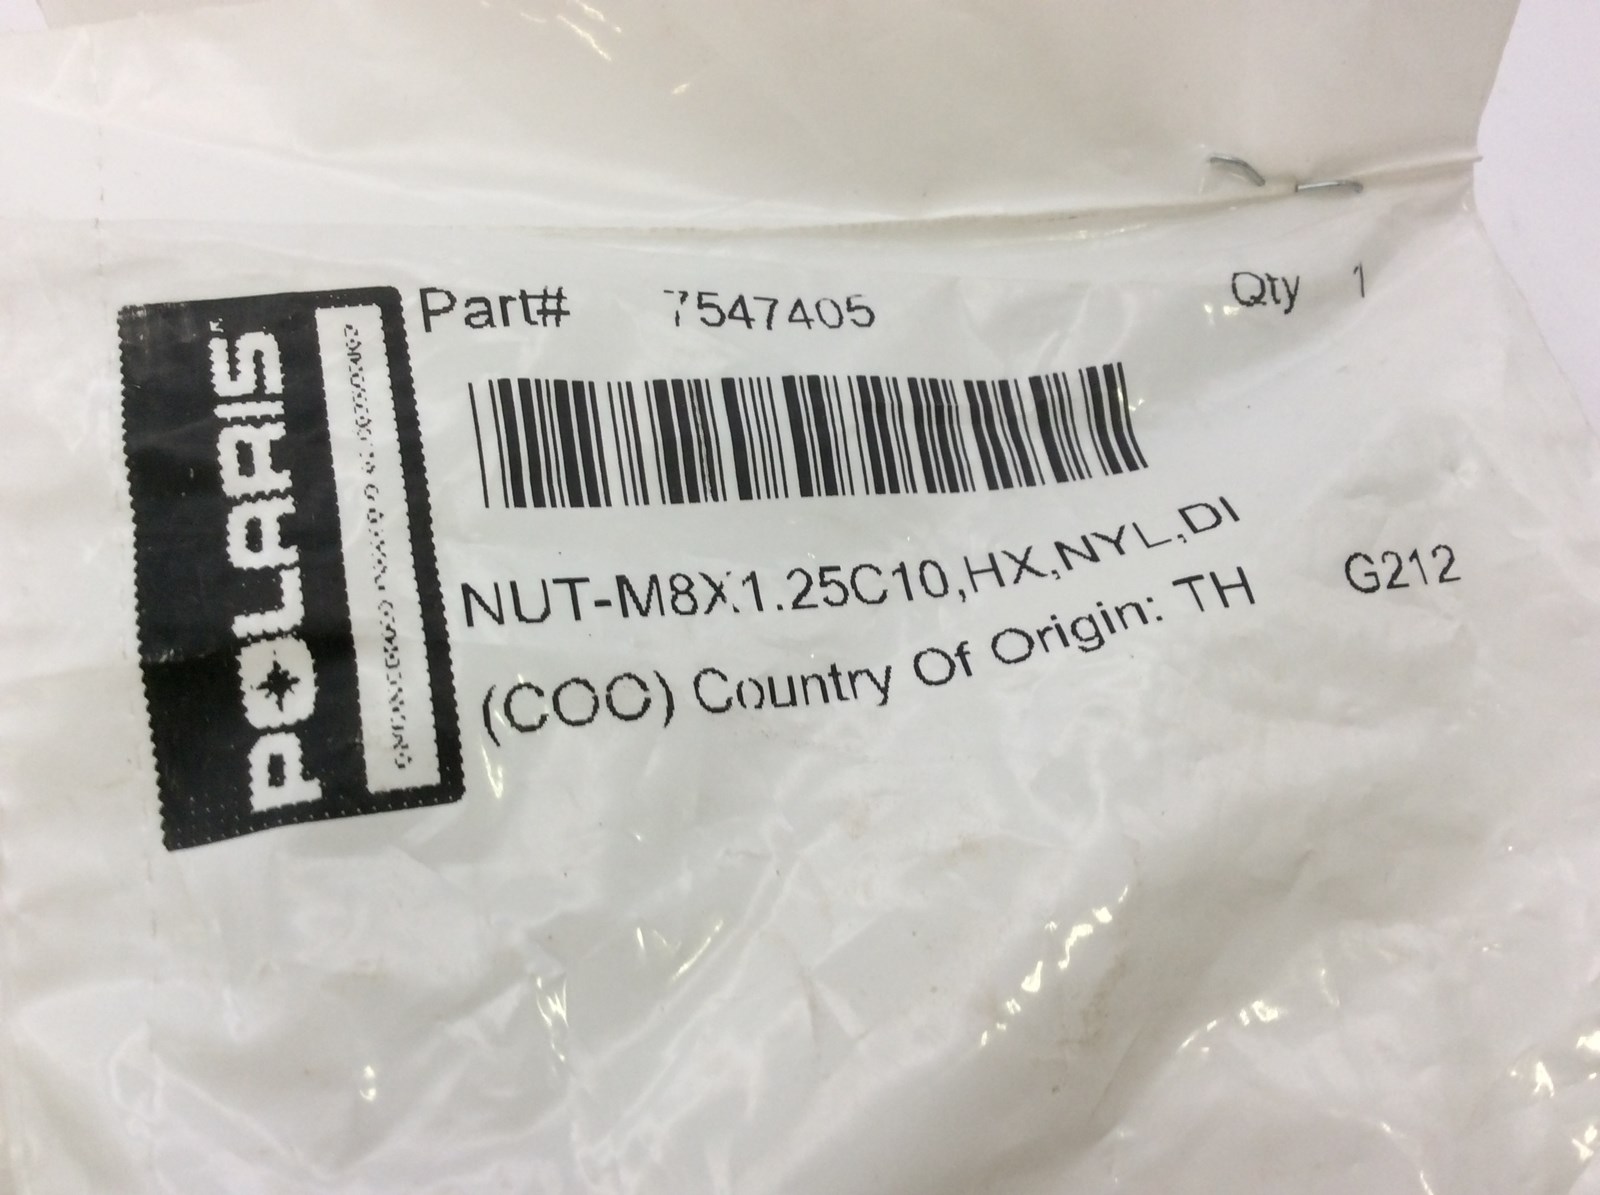 POLARIS
Part# 7547405 Qty 1
NUT-M8X1.25C10,HX,NYL,DI
(COO) Country Of Origin: TH G212